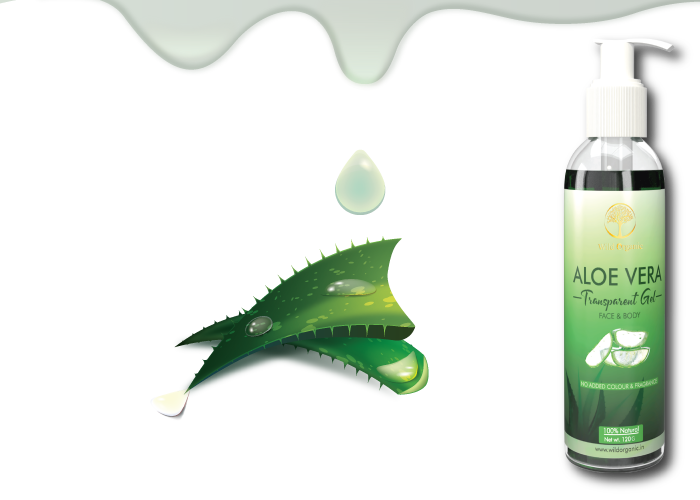 ALOE VERA
Transparent Gel
FACE & BODY
NO ADDED COLOUR & FRAGRANCE
100% Natural
Net wt. 120G
www.wildorganic.in